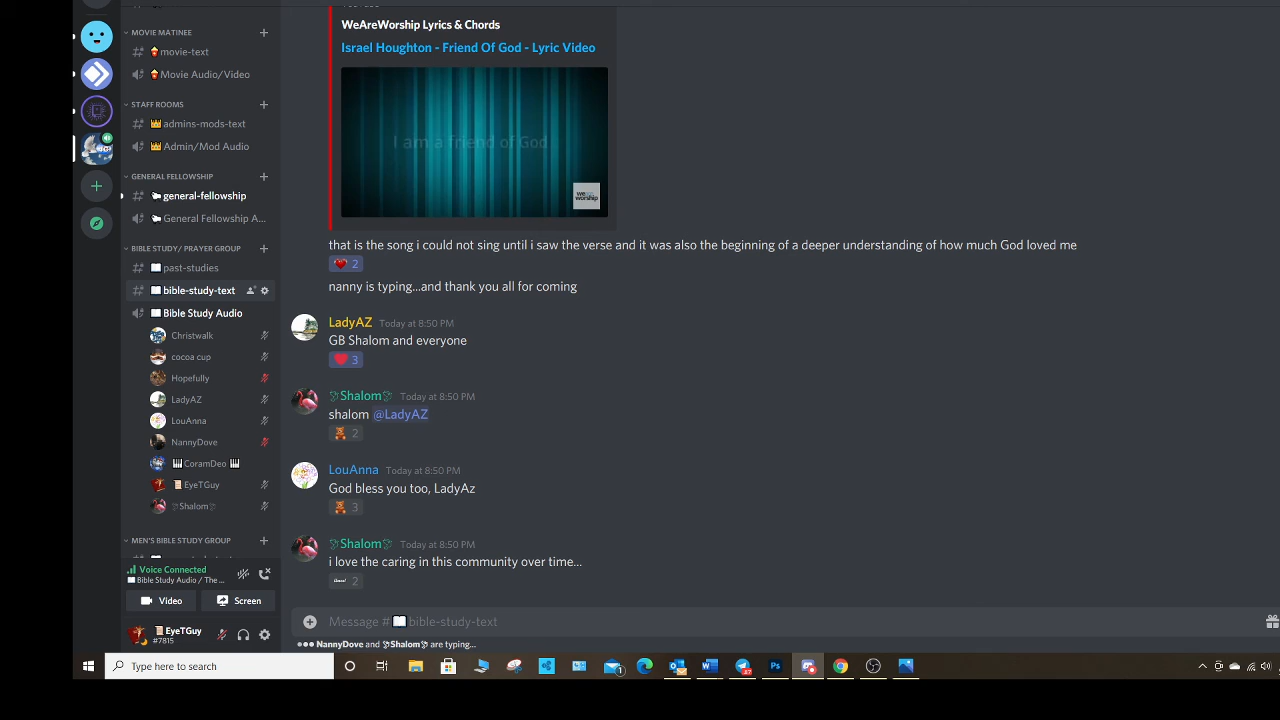 WeAreWorship Lyrics & Chords
Israel Houghton - Friend Of God - Lyric Video
I am a friend of God
we are
worship
that is the song i could not sing until i saw the verse and it was also the beginning of a deeper understanding of how much God loved me
2
nanny is typing...and thank you all for coming
LadyAZ Today at 8:50 PM
GB Shalom and everyone
3
Shalom Today at 8:50 PM
shalom @LadyAZ
2
LouAnna Today at 8:50 PM
God bless you too, LadyAz
3
Shalom Today at 8:50 PM
i love the caring in this community over time...
2
Message # bible-study-text
NannyDove and Shalom are typing...
MOVIE MATINEE
movie-text
Movie Audio/Video
STAFF ROOMS
admins-mods-text
Admin/Mod Audio
GENERAL FELLOWSHIP
general-fellowship
General Fellowship A...
BIBLE STUDY/ PRAYER GROUP
past-studies
bible-study-text
Bible Study Audio
Christwalk
cocoa cup
Hopefully
LadyAZ
LouAnna
NannyDove
CoramDeo
EyeTGuy
Shalom
MEN'S BIBLE STUDY GROUP
Voice Connected
Bible Study Audio / The ...
Video
Screen
EyeTGuy
#7815
Type here to search
1
27